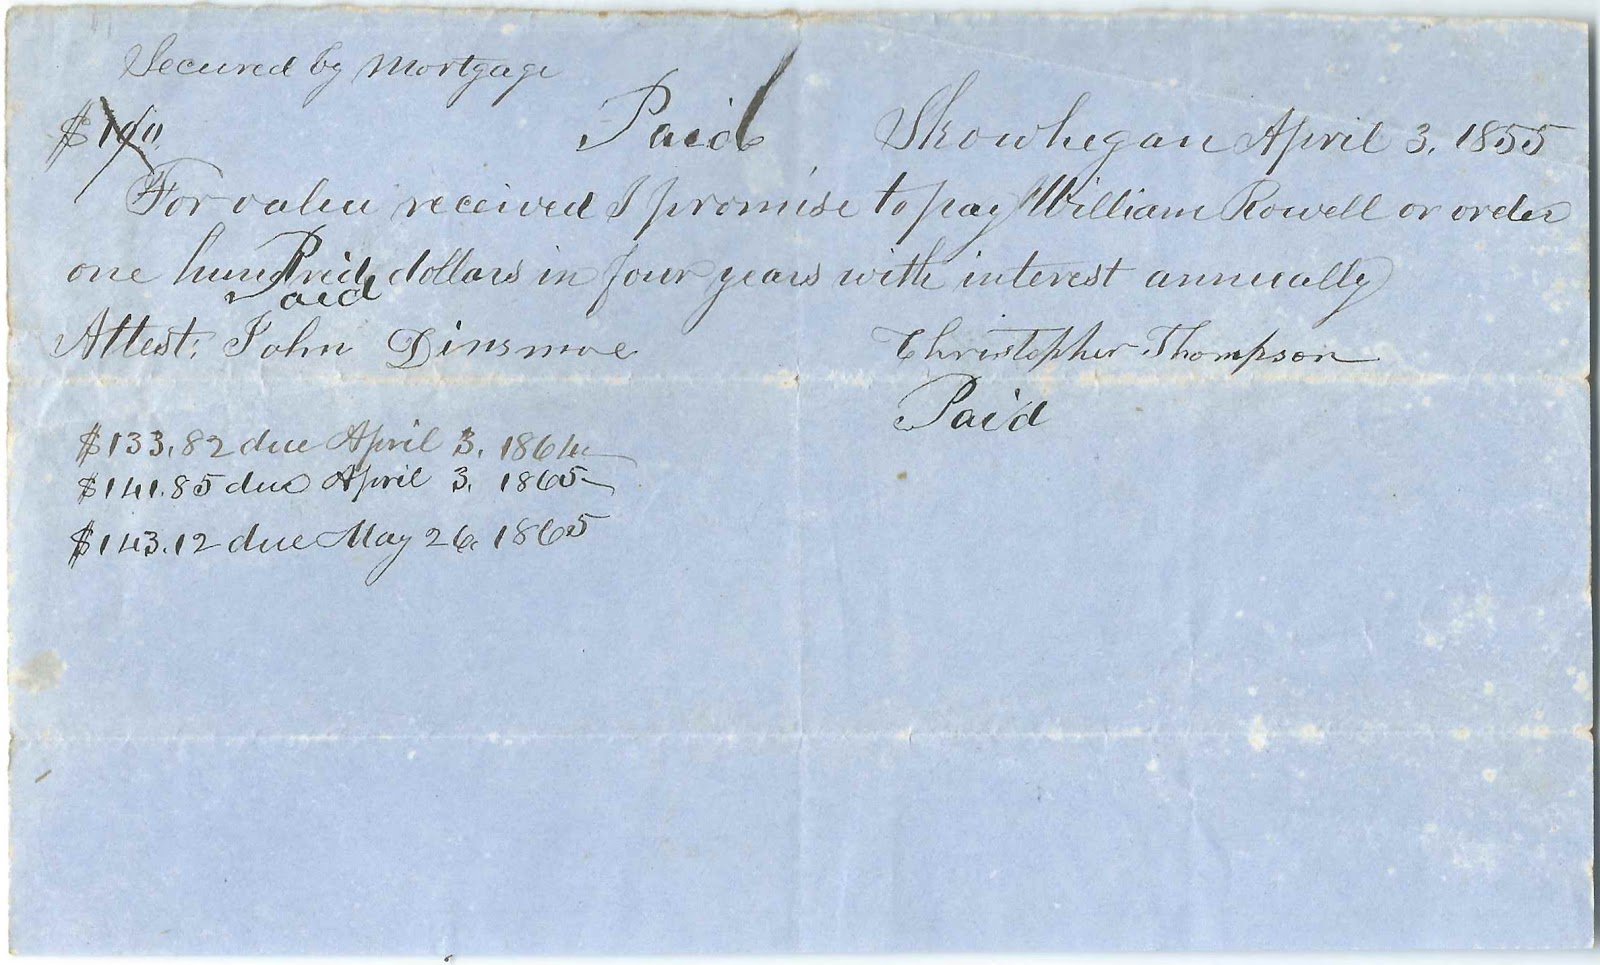 Secured by Mortgage
$100 Paid Skowhegan April 3, 1855
For value received I promise to pay William Rowell or order
one hundred dollars in four years with interest annually
Paid
Attest; John Dinsmore Christopher Thompson
Paid
$133.82 due April 3, 1864
$141.85 due April 3, 1865
$143.12 due May 26, 1865